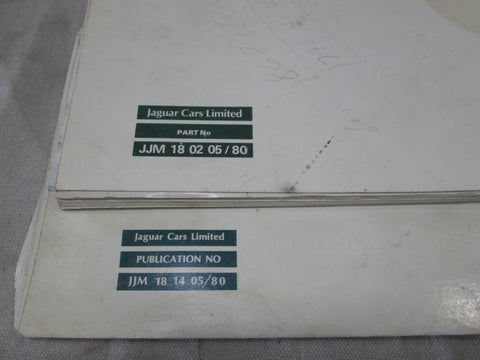 Jaguar Cars Limited
PART No
JJM 18 02 05/80
Jaguar Cars Limited
PUBLICATION NO
JJM 18 14 05/80